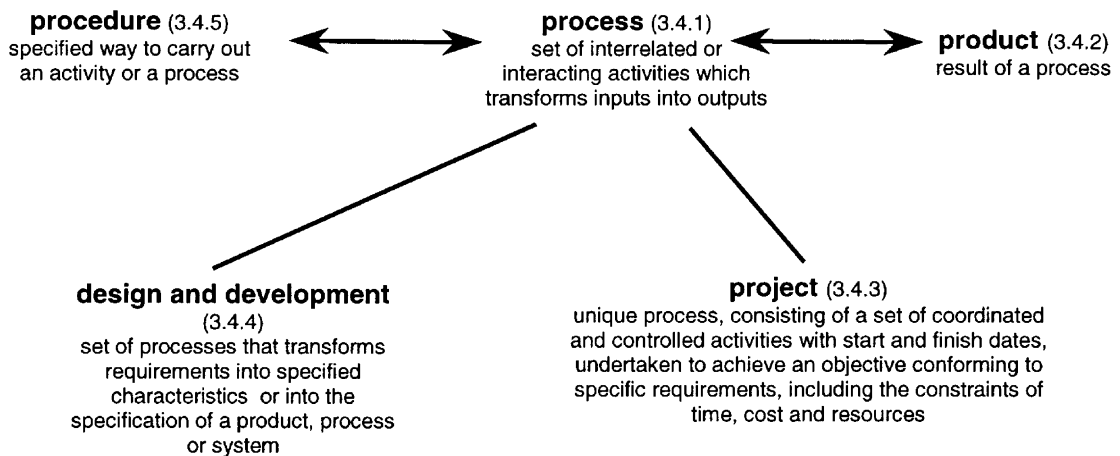 procedure (3.4.5)
specified way to carry out
an activity or a process
process (3.4.1)
set of interrelated or
interacting activities which
transforms inputs into outputs
product (3.4.2)
result of a process
design and development
(3.4.4)
set of processes that transforms
requirements into specified
characteristics or into the
specification of a product, process
or system
project (3.4.3)
unique process, consisting of a set of coordinated
and controlled activities with start and finish dates,
undertaken to achieve an objective conforming to
specific requirements, including the constraints of
time, cost and resources